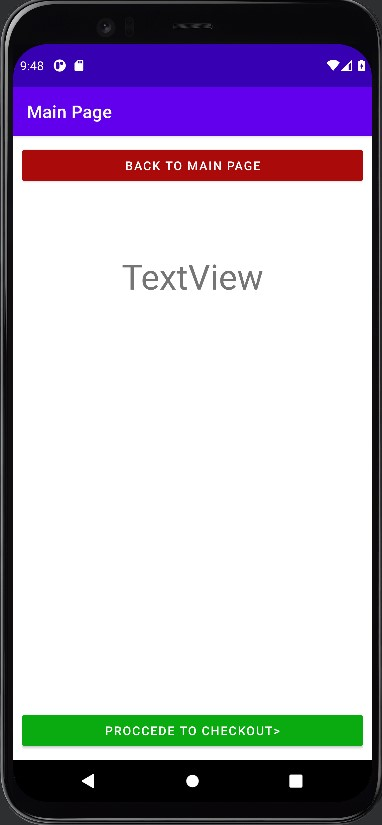 9:48
Main Page
BACK TO MAIN PAGE
TextView
PROCCEDE TO CHECKOUT>